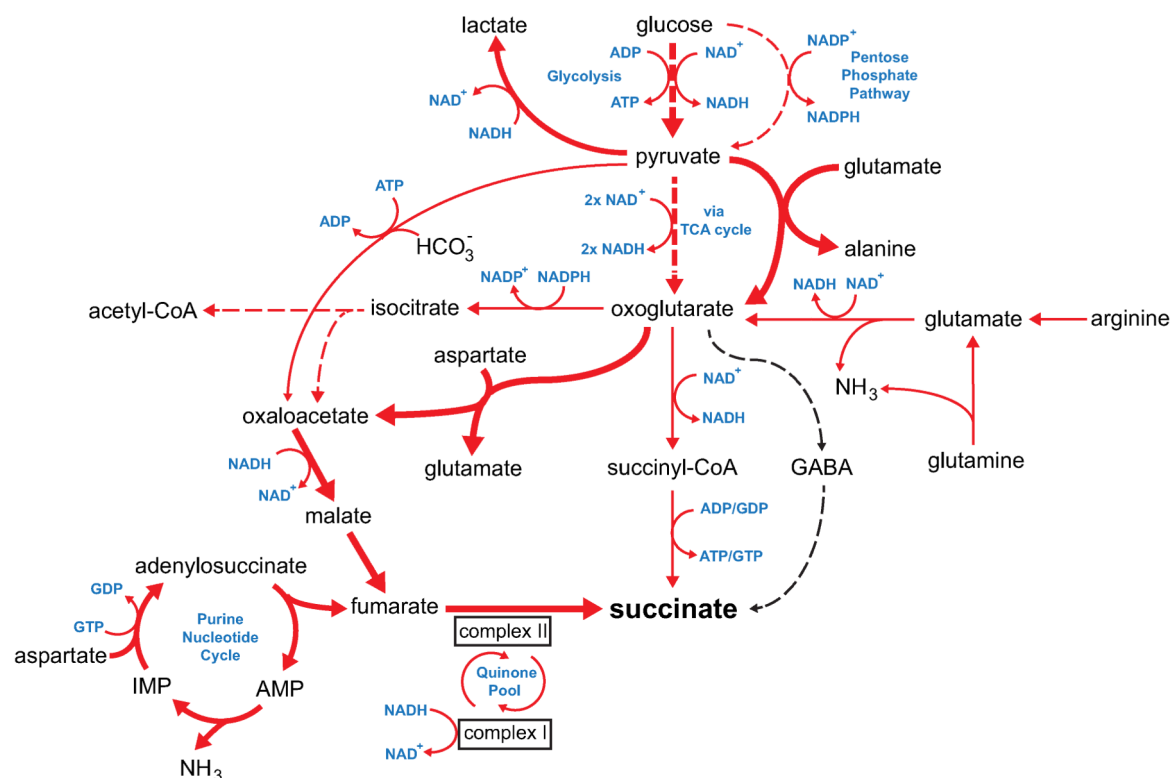 lactate
glucose
ADP
NAD+
NADP+
Glycolysis
Pentose
Phosphate
Pathway
ATP
NADH
NADPH
NAD+
NADH
pyruvate
glutamate
ATP
ADP
HCO3-
2x NAD+
2x NADH
via
TCA cycle
alanine
NADP+
NADPH
NADH
NAD+
acetyl-CoA
isocitrate
oxoglutarate
glutamate
arginine
aspartate
NAD+
NADH
NH3
oxaloacetate
glutamate
succinyl-CoA
GABA
glutamine
NADH
NAD+
malate
ADP/GDP
ATP/GTP
adenylosuccinate
GDP
GTP
Purine
Nucleotide
Cycle
fumarate
succinate
complex II
aspartate
IMP
AMP
Quinone
Pool
NADH
NAD+
complex I
NH3